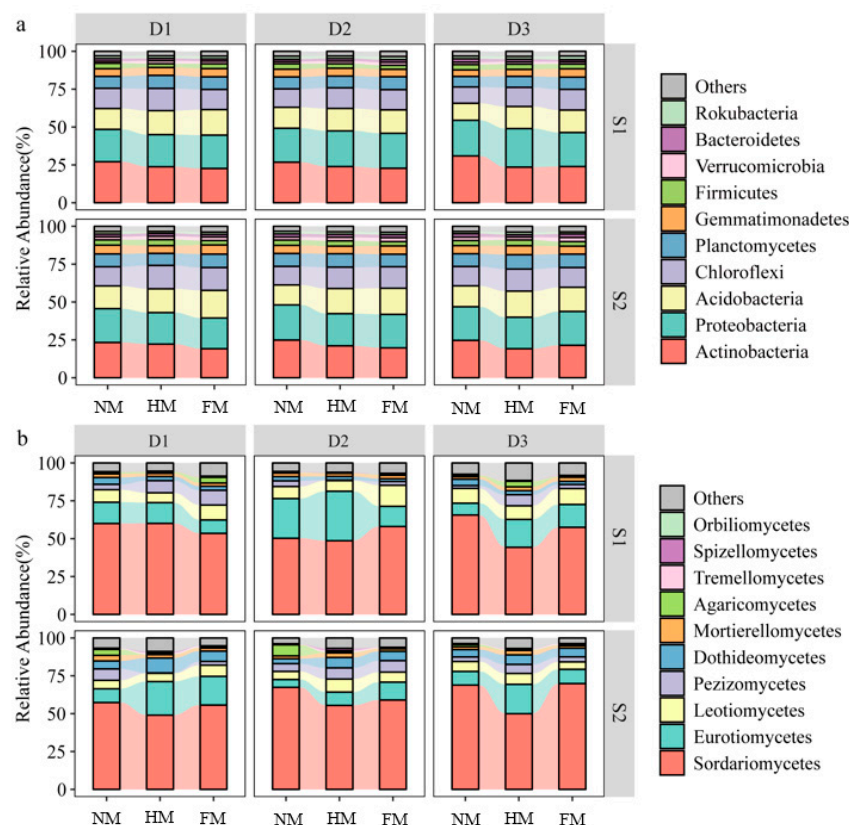 a
D1 D2 D3
Relative Abundance(%)
100
75
50
25
0
S1
100
75
50
25
0
S2
NM HM FM NM HM FM NM HM FM
Others
Rokubacteria
Bacteroidetes
Verrucomicrobia
Firmicutes
Gemmatimonadetes
Planctomycetes
Chloroflexi
Acidobacteria
Proteobacteria
Actinobacteria
b
D1 D2 D3
Relative Abundance(%)
100
75
50
25
0
S1
100
75
50
25
0
S2
NM HM FM NM HM FM NM HM FM
Others
Orbiliomycetes
Spizellomycetes
Tremellomycetes
Agaricomycetes
Mortierellomycetes
Dothideomycetes
Pezizomycetes
Leotiomycetes
Eurotiomycetes
Sordariomycetes